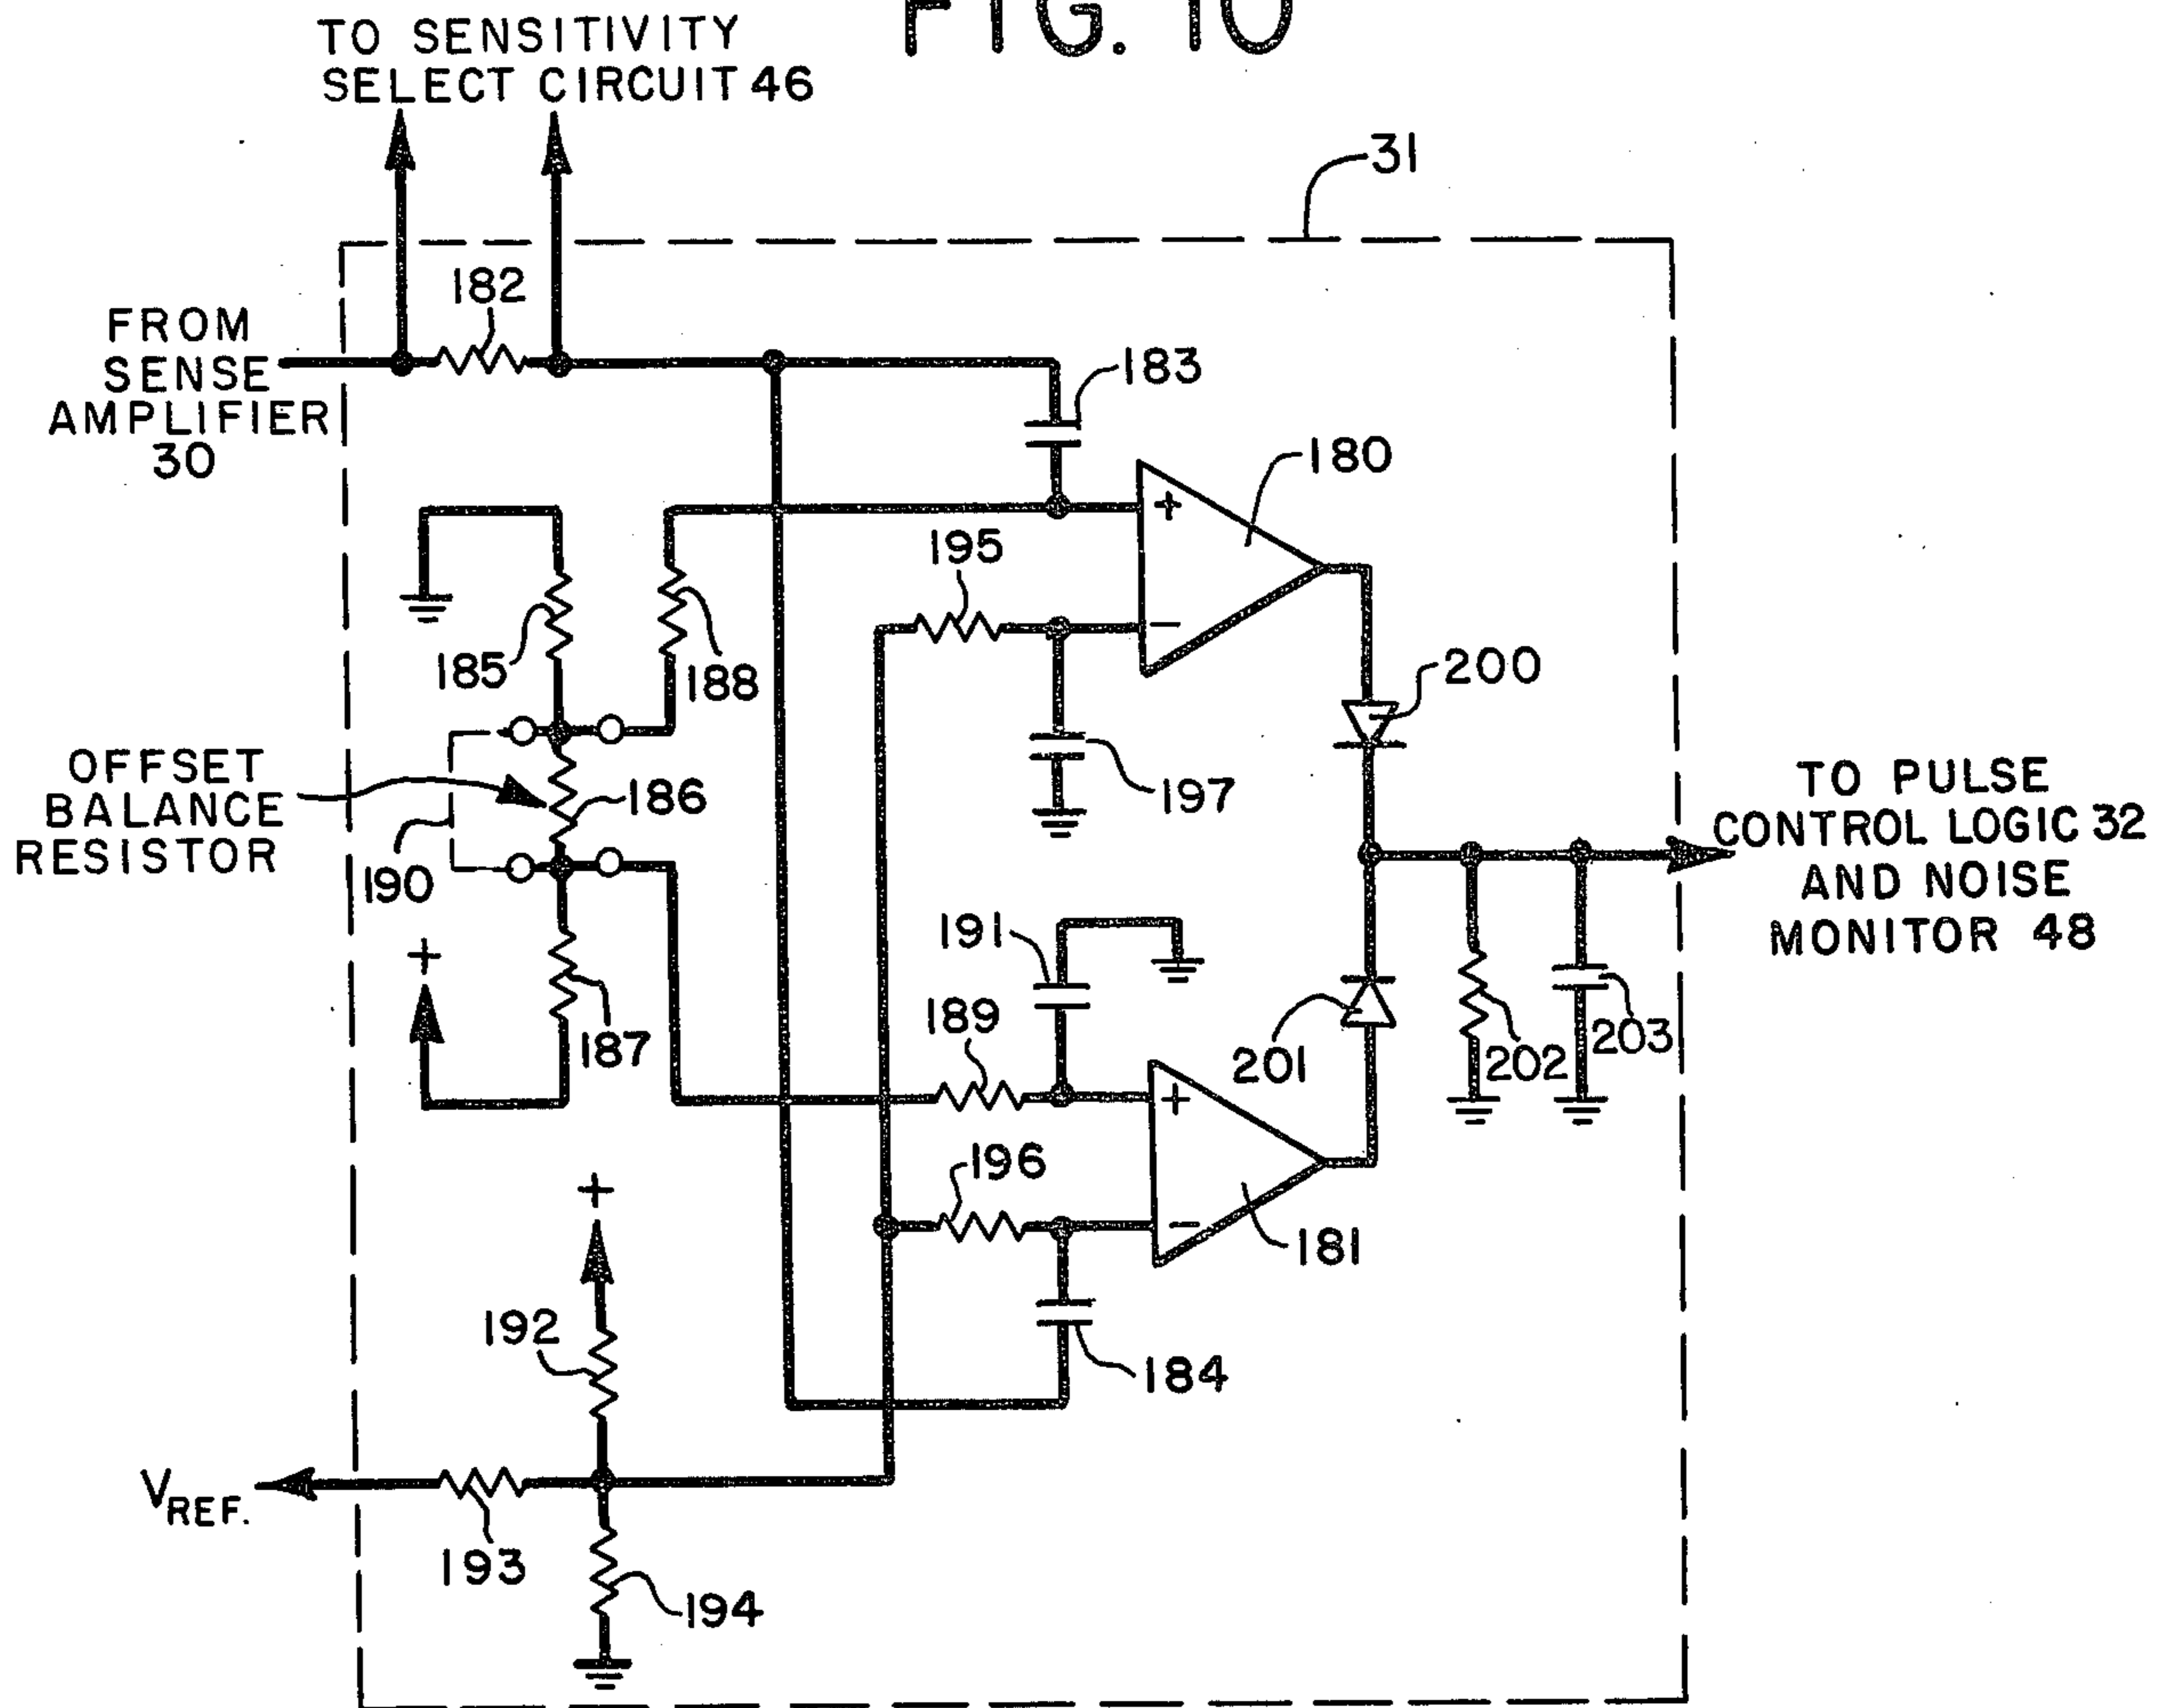 FIG. 10
TO SENSITIVITY
SELECT CIRCUIT 46
31
182
FROM
SENSE
AMPLIFIER
30
183
180
+
195
−
185
188
200
OFFSET
BALANCE
RESISTOR
186
190
197
TO PULSE
CONTROL LOGIC 32
AND NOISE
MONITOR 48
+
191
187
189
201
202
203
+
196
−
181
+
192
184
VREF.
193
194